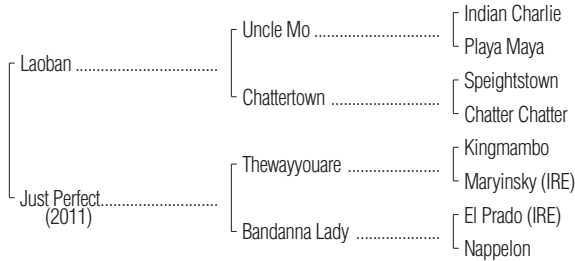 Indian Charlie
Uncle Mo ..............................
Playa Maya
Laoban ..................................
Speightstown
Chattertown ..........................
Chatter Chatter
Kingmambo
Thewayyouare ......................
Maryinsky (IRE)
Just Perfect............................
(2011)
El Prado (IRE)
Bandanna Lady ....................
Nappelon